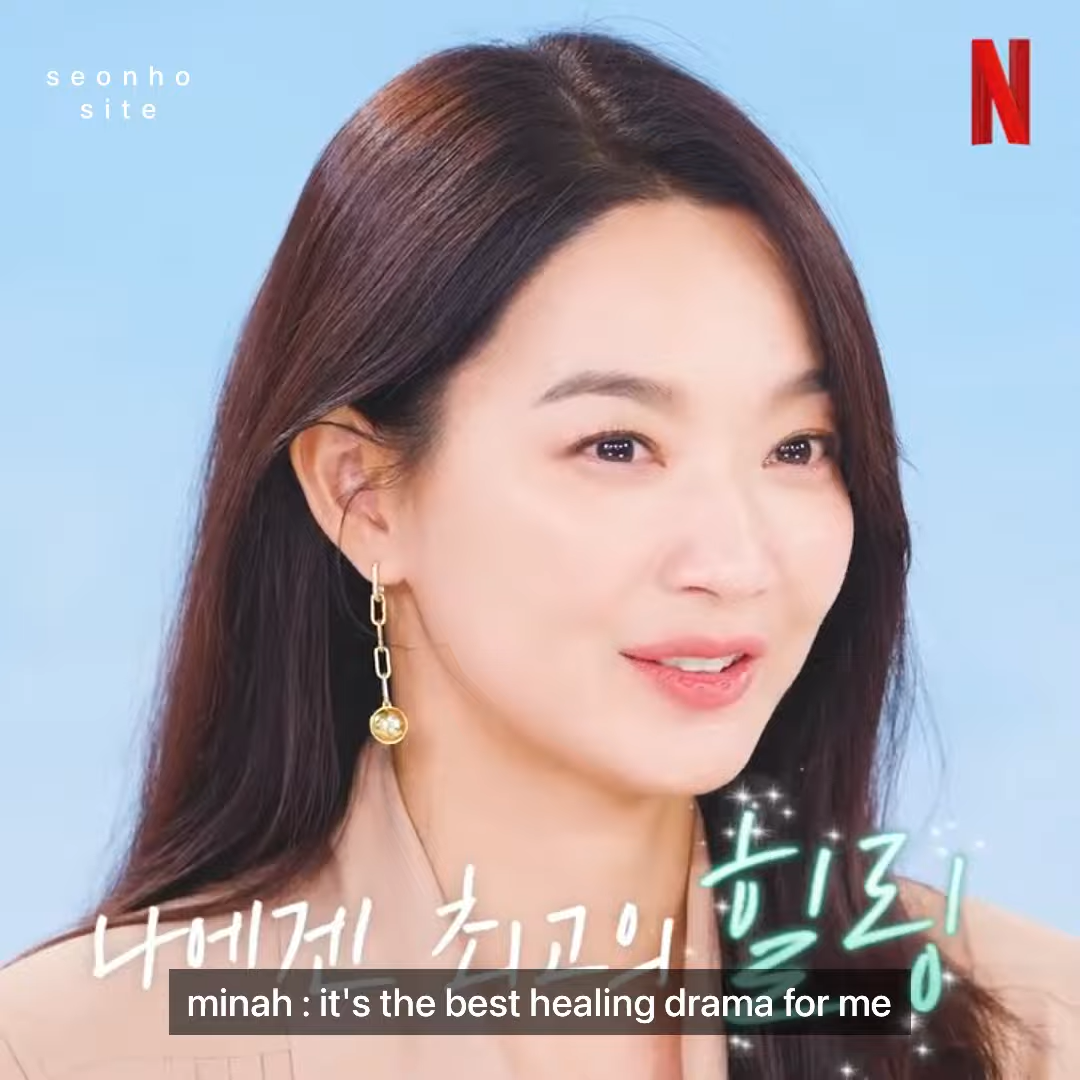 seonho
site
N
나에겐 최고의 힐링
minah : it's the best healing drama for me